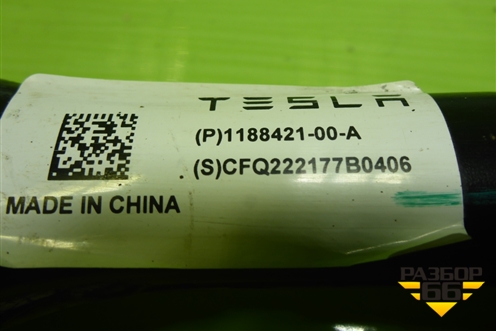 TESLA
(P)1188421-00-A
(S)CFQ222177B0406
MADE IN CHINA
РАЗБОР
66